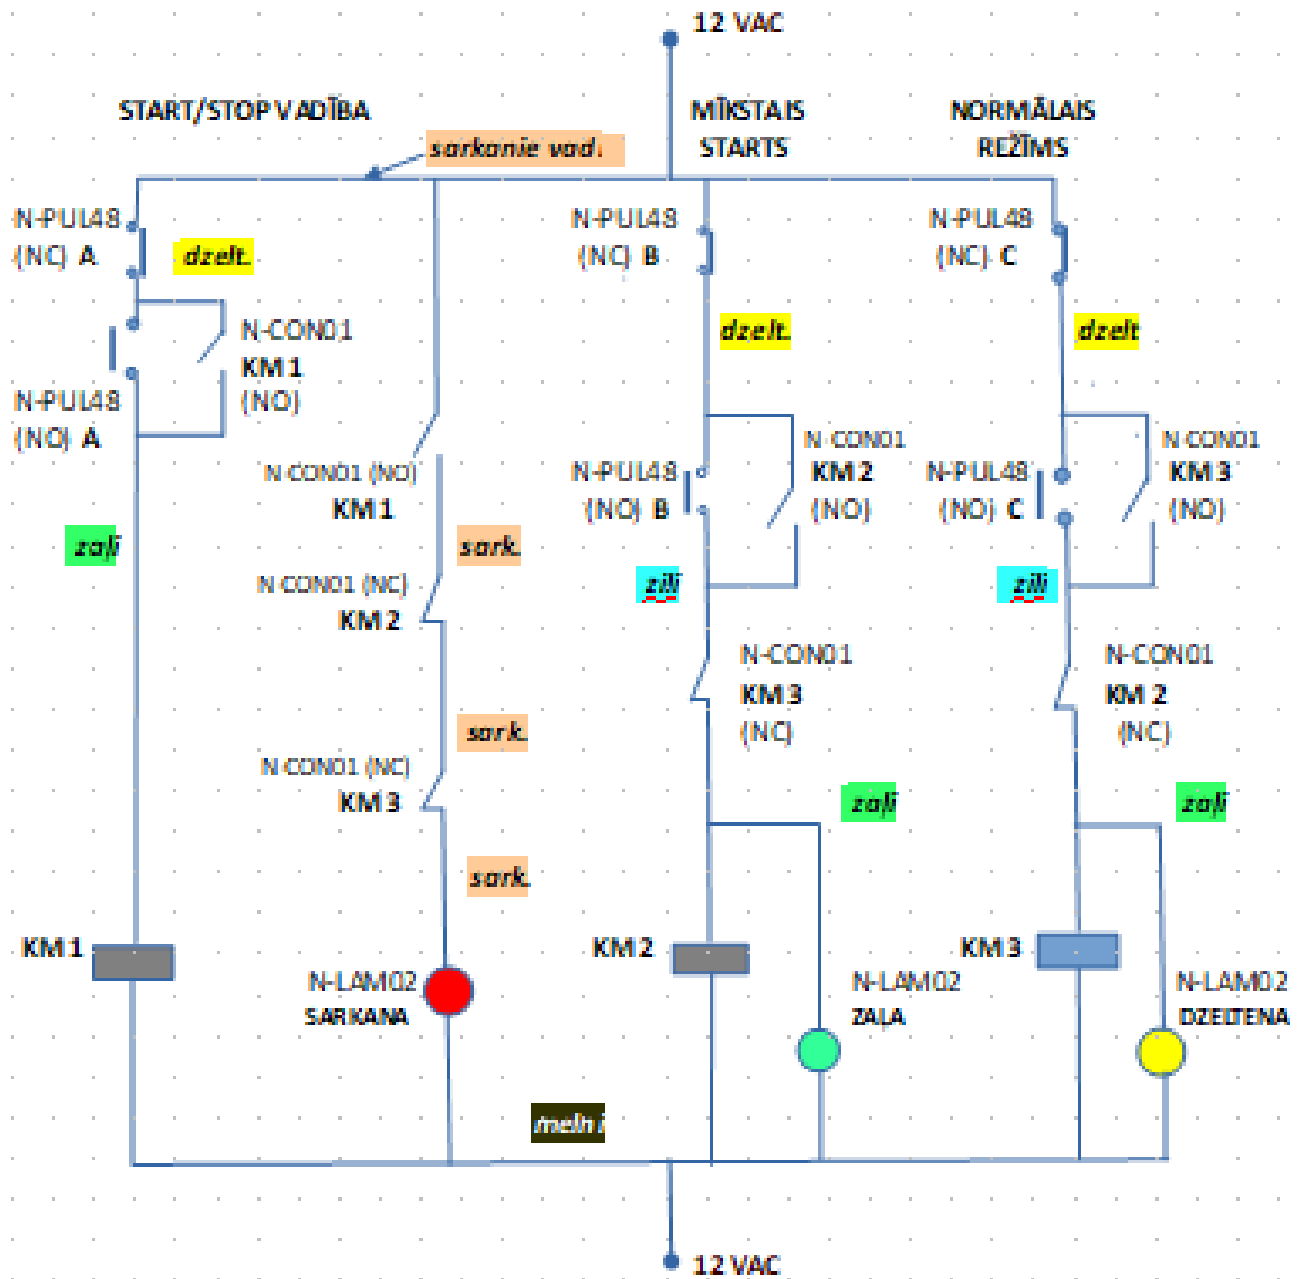 12 VAC
START/STOP VADĪBA
MĪKSTAIS
STARTS
NORMĀLAIS
REŽĪMS
sarkanie vad.
N-PUL48
(NC) A
dzelt.
N-PUL48
(NC) B
N-PUL48
(NC) C
N-CON01
KM1
(NO)
dzelt.
dzelt
N-PUL48
(NO) A
N-CON01 (NO)
KM1
N-PUL48
(NO) B
N-CON01
KM2
(NO)
N-PUL48
(NO) C
N-CON01
KM3
(NO)
zaļi
sark.
N-CON01 (NC)
KM2
zili
zili
N-CON01
KM3
(NC)
N-CON01
KM2
(NC)
sark.
N-CON01 (NC)
KM3
zaļi
zaļi
sark.
KM1
KM2
KM3
N-LAM02
SARKANA
N-LAM02
ZAĻA
N-LAM02
DZELTENA
melni
12 VAC